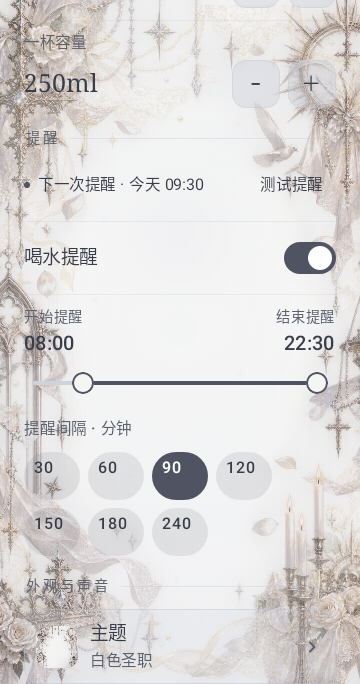 一杯容量
250ml
-
+
提醒
• 下一次提醒 · 今天 09:30 测试提醒
喝水提醒
开始提醒 结束提醒
08:00 22:30
提醒间隔 · 分钟
30 60 90 120
150 180 240
外观与声音
主题
白色圣职